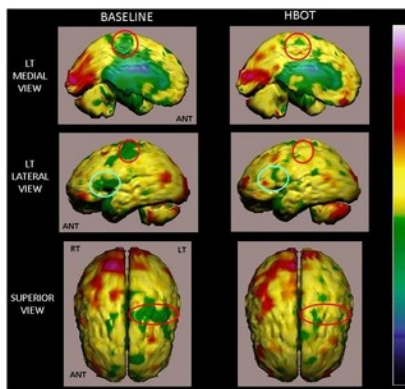 BASELINE HBOT
LT
MEDIAL
VIEW
ANT
LT
LATERAL
VIEW
ANT
RT LT
SUPERIOR
VIEW
ANT